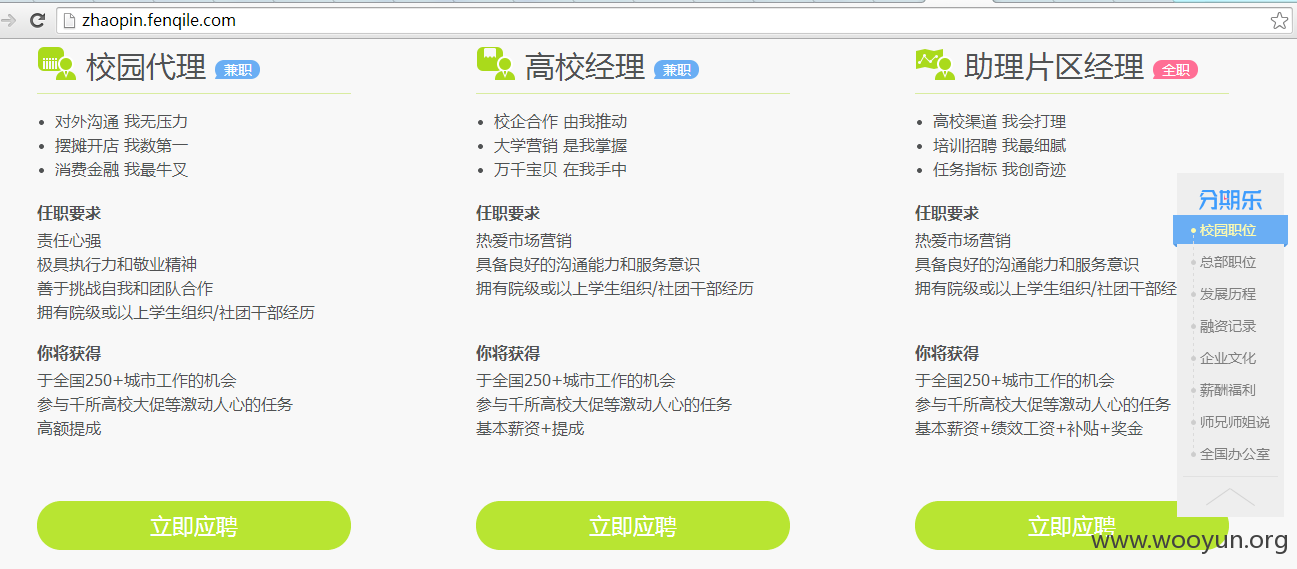 zhaopin.fenqile.com
校园代理 兼职
对外沟通 我无压力
摆摊开店 我数第一
消费金融 我最牛叉
任职要求
责任心强
极具执行力和敬业精神
善于挑战自我和团队合作
拥有院级或以上学生组织/社团干部经历
你将获得
于全国250+城市工作的机会
参与千所高校大促等激动人心的任务
高额提成
立即应聘
高校经理 兼职
校企合作 由我推动
大学营销 是我掌握
万千宝贝 在我手中
任职要求
热爱市场营销
具备良好的沟通能力和服务意识
拥有院级或以上学生组织/社团干部经历
你将获得
于全国250+城市工作的机会
参与千所高校大促等激动人心的任务
基本薪资+提成
立即应聘
助理片区经理 全职
高校渠道 我会打理
培训招聘 我最细腻
任务指标 我创奇迹
任职要求
热爱市场营销
具备良好的沟通能力和服务意识
拥有院级或以上学生组织/社团干部经
你将获得
于全国250+城市工作的机会
参与千所高校大促等激动人心的任务
基本薪资+绩效工资+补贴+奖金
立即应聘
分期乐
校园职位
总部职位
发展历程
融资记录
企业文化
薪酬福利
师兄师姐说
全国办公室
www.wooyun.org